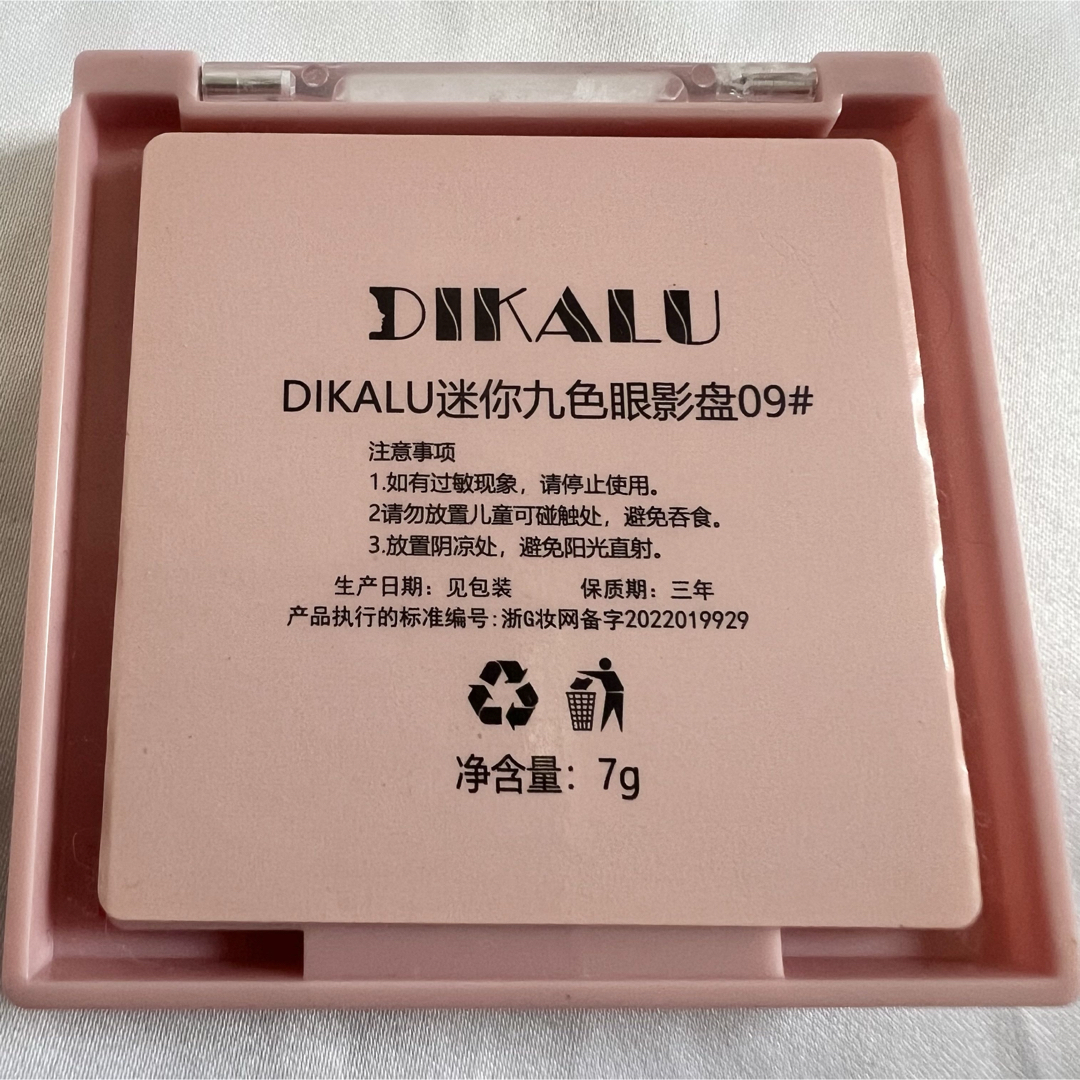 DIKALU
DIKALU迷你九色眼影盘09#
注意事项
1.如有过敏现象，请停止使用。
2请勿放置儿童可碰触处，避免吞食。
3.放置阴凉处，避免阳光直射。
生产日期：见包装 保质期：三年
产品执行的标准编号:浙G妆网备字2022019929
净含量：7g